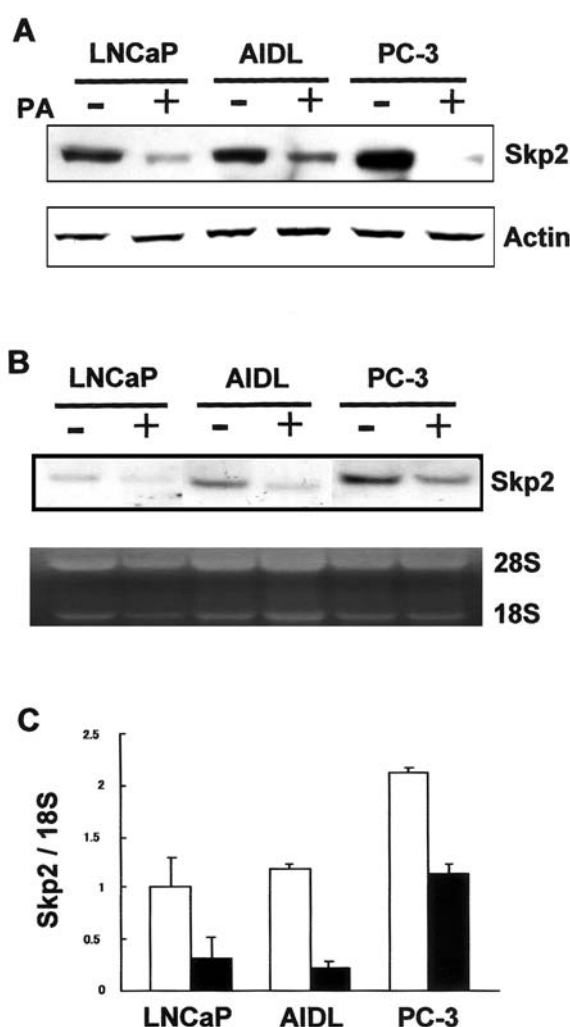 A
LNCaP AIDL PC-3
PA - + - + - +
Skp2
Actin
B
LNCaP AIDL PC-3
- + - + - +
Skp2
28S
18S
C
Skp2 / 18S
2.5
2
1.5
1
0.5
0
LNCaP AIDL PC-3